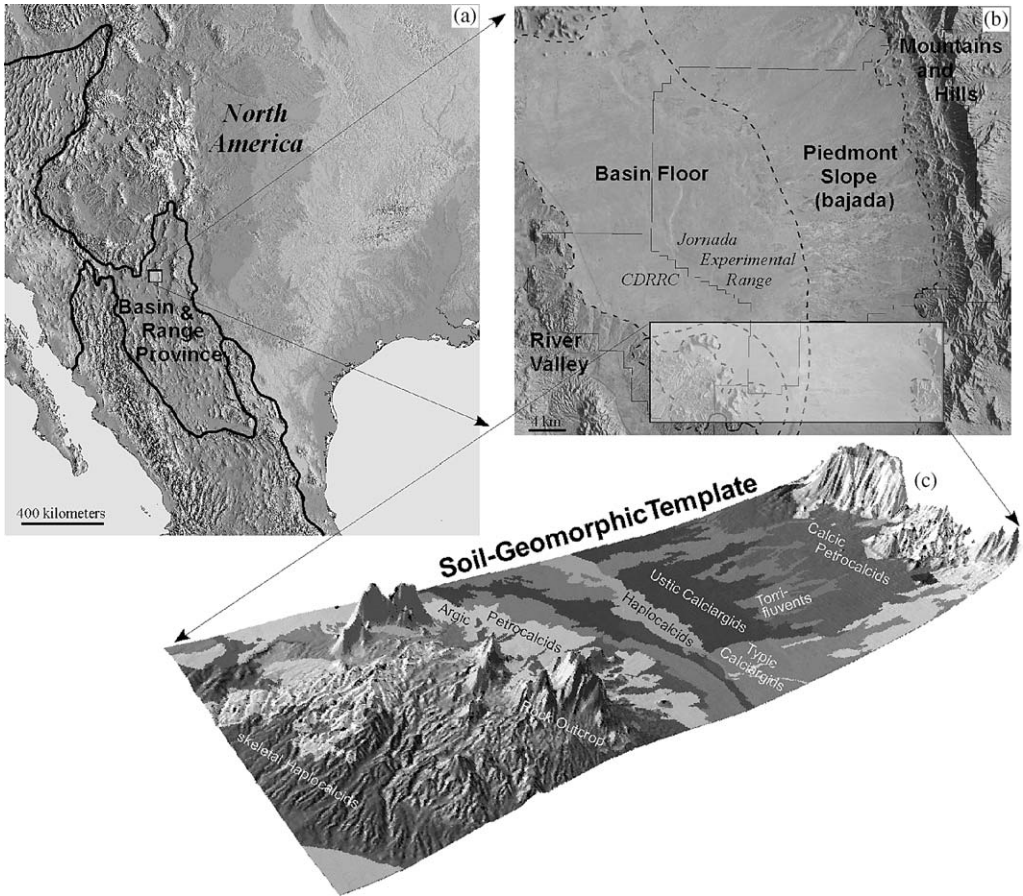 (a)
North
America
Basin &
Range
Province
400 kilometers
(b)
Mountains
and
Hills
Basin Floor
Piedmont
Slope
(bajada)
Jornada
Experimental
Range
CDRRC
River
Valley
4 km
(c)
Soil-Geomorphic Template
Calcic
Petrocalcids
Ustic Calciargids
Torri-
fluvents
Haplocalcids
Typic
Calciargids
Argic
Petrocalcids
Rock Outcrop
skeletal Haplocalcids